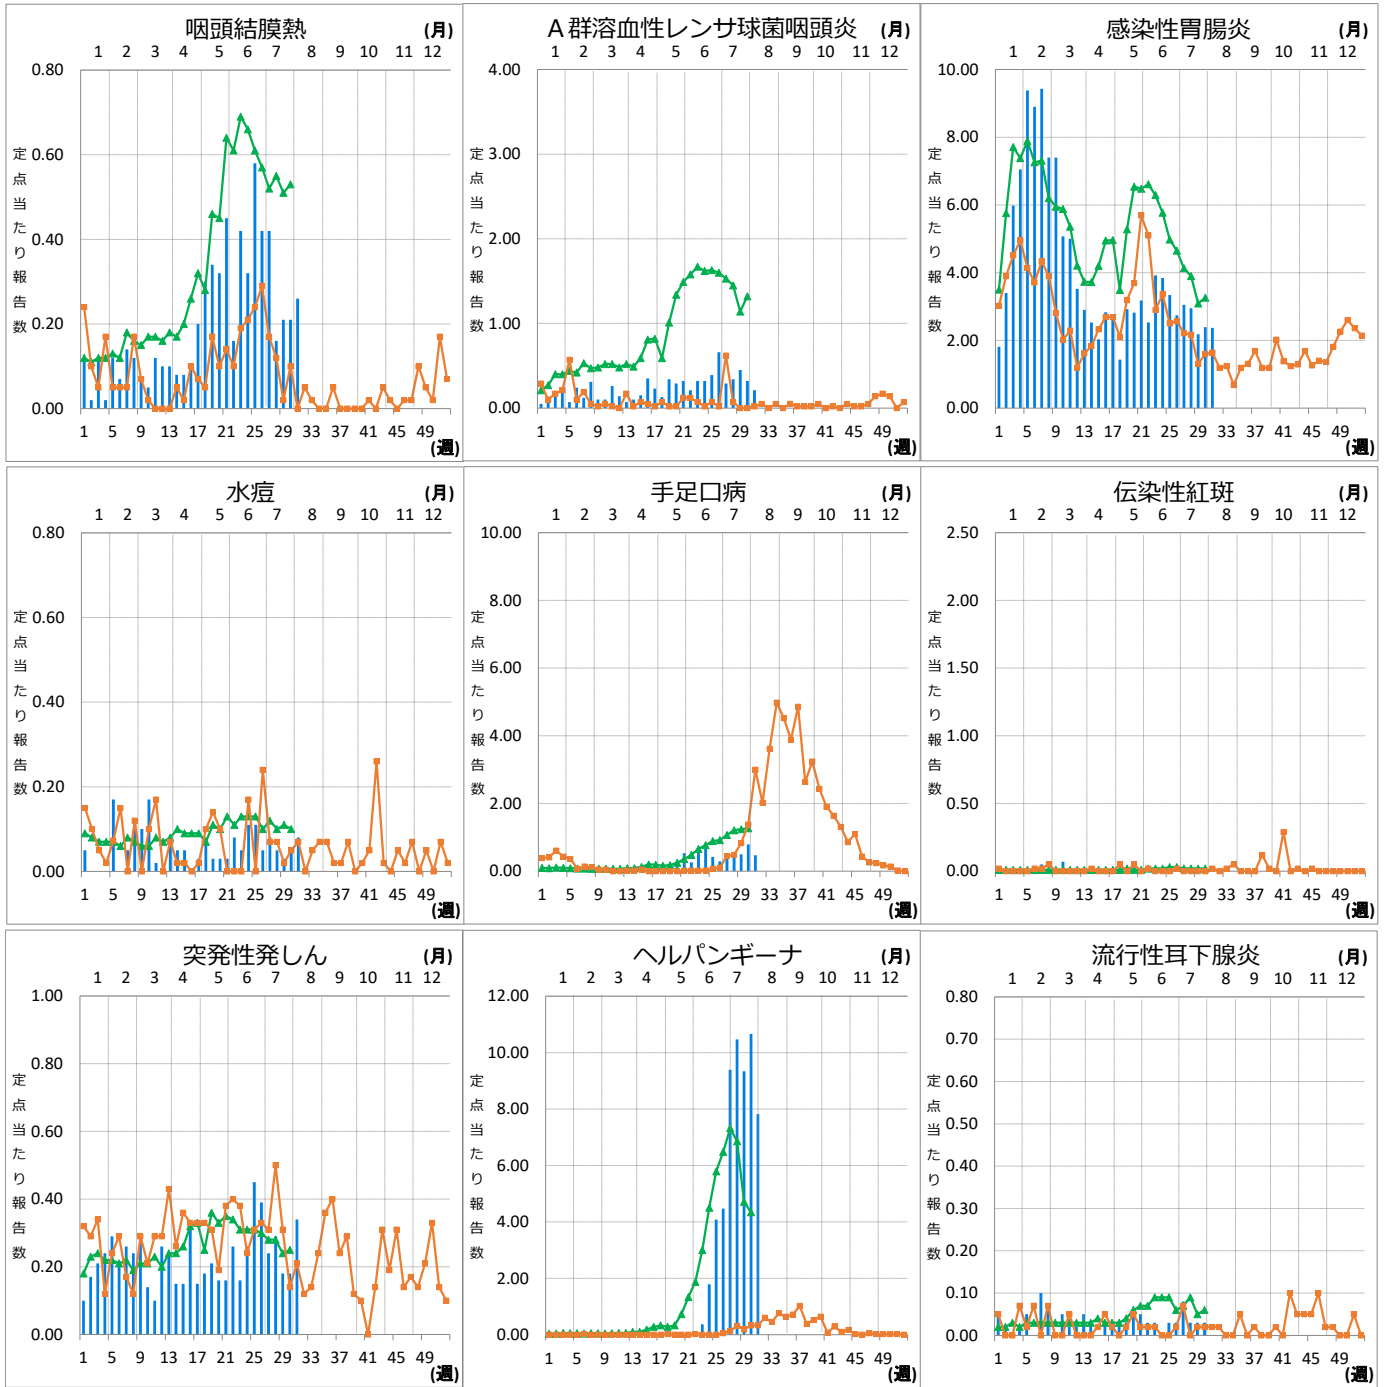 咽頭結膜熱 (月)
1 2 3 4 5 6 7 8 9 10 11 12
定点当たり報告数
0.80
0.60
0.40
0.20
0.00
1 5 9 13 17 21 25 29 33 37 41 45 49
(週)
A群溶血性レンサ球菌咽頭炎 (月)
1 2 3 4 5 6 7 8 9 10 11 12
定点当たり報告数
4.00
3.00
2.00
1.00
0.00
1 5 9 13 17 21 25 29 33 37 41 45 49
(週)
感染性胃腸炎 (月)
1 2 3 4 5 6 7 8 9 10 11 12
定点当たり報告数
10.00
8.00
6.00
4.00
2.00
0.00
1 5 9 13 17 21 25 29 33 37 41 45 49
(週)
水痘 (月)
1 2 3 4 5 6 7 8 9 10 11 12
定点当たり報告数
0.80
0.60
0.40
0.20
0.00
1 5 9 13 17 21 25 29 33 37 41 45 49
(週)
手足口病 (月)
1 2 3 4 5 6 7 8 9 10 11 12
定点当たり報告数
10.00
8.00
6.00
4.00
2.00
0.00
1 5 9 13 17 21 25 29 33 37 41 45 49
(週)
伝染性紅斑 (月)
1 2 3 4 5 6 7 8 9 10 11 12
定点当たり報告数
2.50
2.00
1.50
1.00
0.50
0.00
1 5 9 13 17 21 25 29 33 37 41 45 49
(週)
突発性発しん (月)
1 2 3 4 5 6 7 8 9 10 11 12
定点当たり報告数
1.00
0.80
0.60
0.40
0.20
0.00
1 5 9 13 17 21 25 29 33 37 41 45 49
(週)
ヘルパンギーナ (月)
1 2 3 4 5 6 7 8 9 10 11 12
定点当たり報告数
12.00
10.00
8.00
6.00
4.00
2.00
0.00
1 5 9 13 17 21 25 29 33 37 41 45 49
(週)
流行性耳下腺炎 (月)
1 2 3 4 5 6 7 8 9 10 11 12
定点当たり報告数
0.80
0.70
0.60
0.50
0.40
0.30
0.20
0.10
0.00
1 5 9 13 17 21 25 29 33 37 41 45 49
(週)